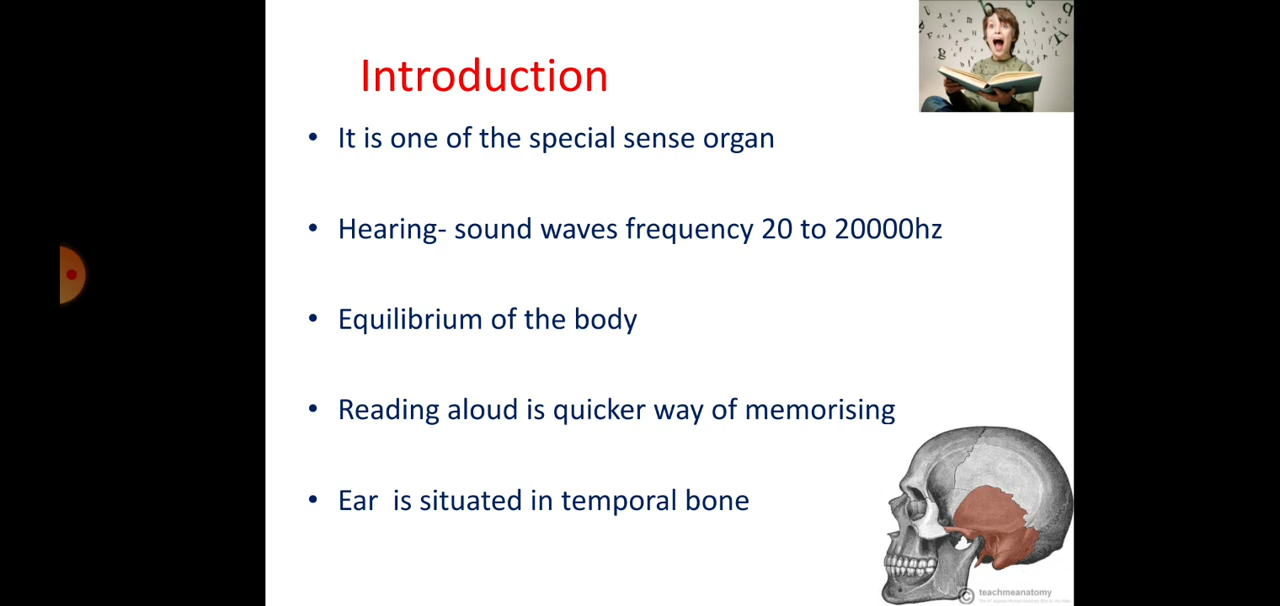 Introduction
• It is one of the special sense organ
• Hearing- sound waves frequency 20 to 20000hz
• Equilibrium of the body
• Reading aloud is quicker way of memorising
• Ear is situated in temporal bone
© teachmeanatomy